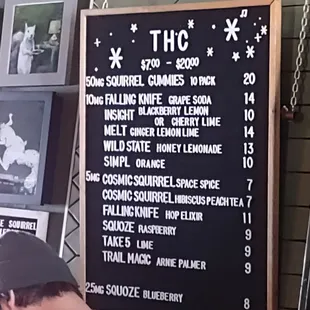 THC
$7.00 - $20.00
50mg SQUIRREL GUMMIES 10 PACK 20
10mg FALLING KNIFE GRAPE SODA 14
INSIGHT BLACKBERRY LEMON 10
OR CHERRY LIME
MELT GINGER LEMON LIME 14
WILD STATE HONEY LEMONADE 13
SIMPL ORANGE 10
5mg COSMIC SQUIRREL SPACE SPICE 7
COSMIC SQUIRREL HIBISCUS PEACH TEA 7
FALLING KNIFE HOP ELIXIR 11
SQUOZE RASPBERRY 9
TAKE 5 LIME 9
TRAIL MAGIC ARNIE PALMER 9
2.5mg SQUOZE BLUEBERRY 8
SQUIRREL